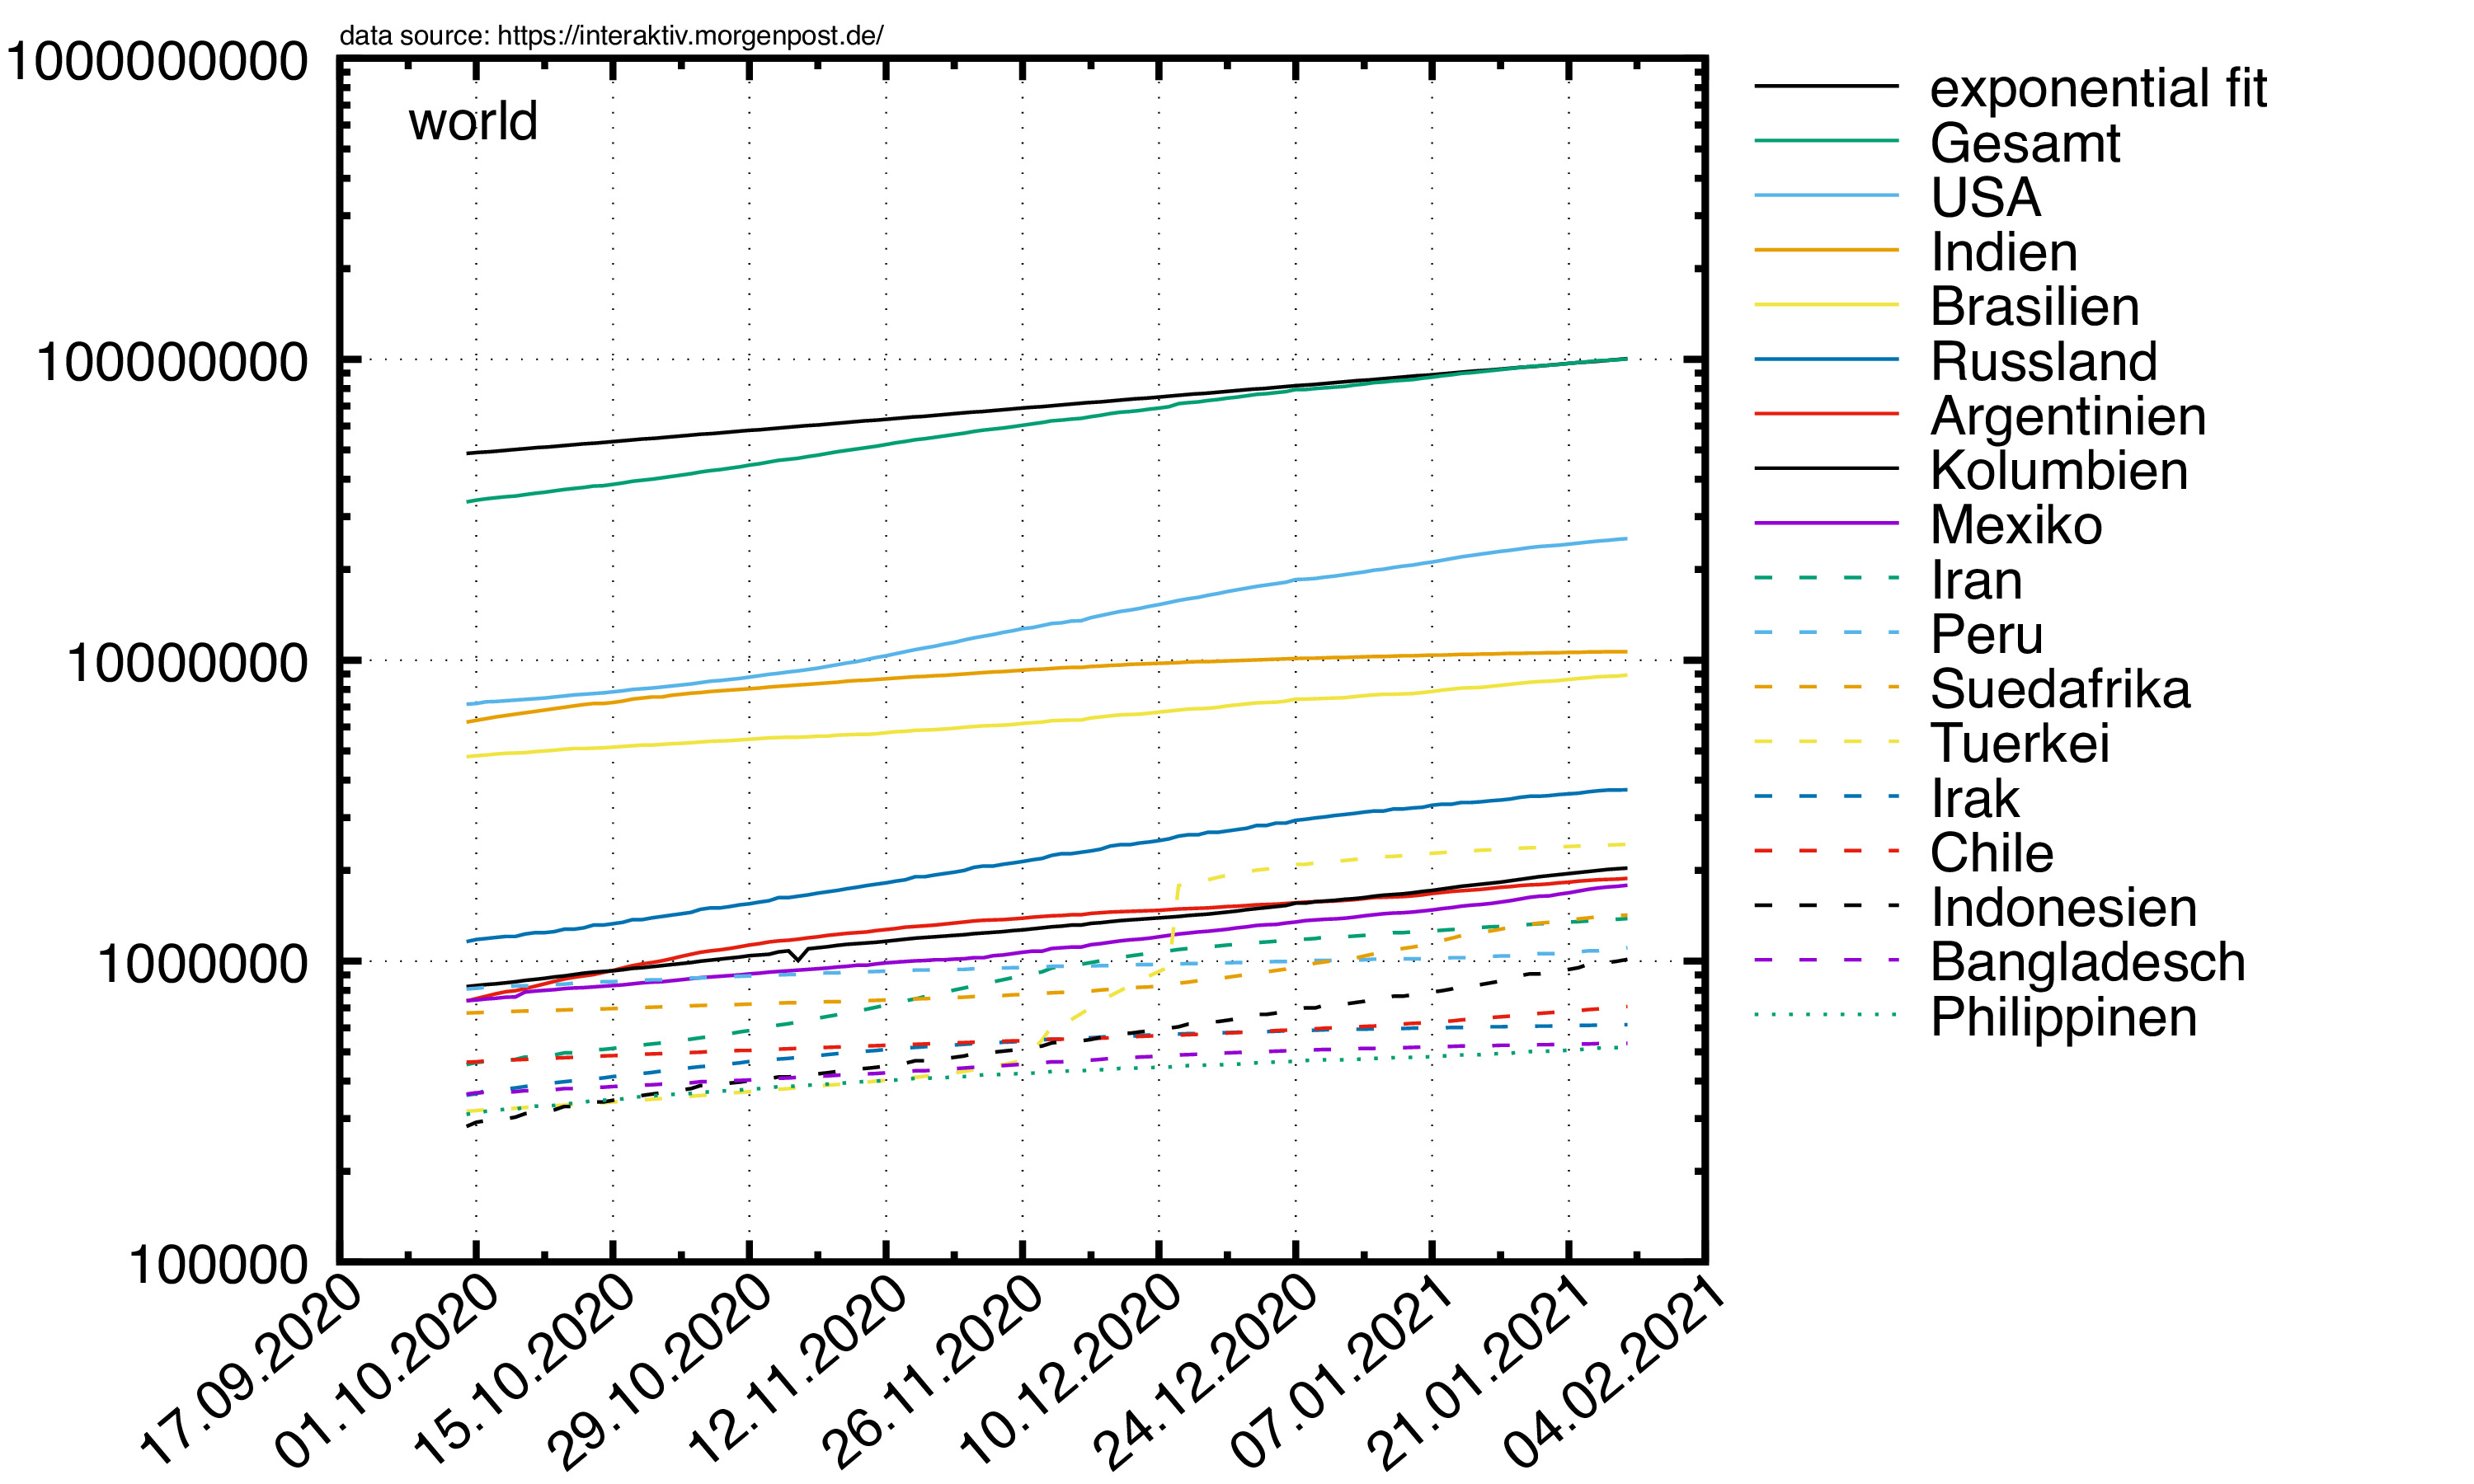 data source: https://interaktiv.morgenpost.de/
world
1000000000
100000000
10000000
1000000
100000
17.09.2020
01.10.2020
15.10.2020
29.10.2020
12.11.2020
26.11.2020
10.12.2020
24.12.2020
07.01.2021
21.01.2021
04.02.2021
exponential fit
Gesamt
USA
Indien
Brasilien
Russland
Argentinien
Kolumbien
Mexiko
Iran
Peru
Suedafrika
Tuerkei
Irak
Chile
Indonesien
Bangladesch
Philippinen